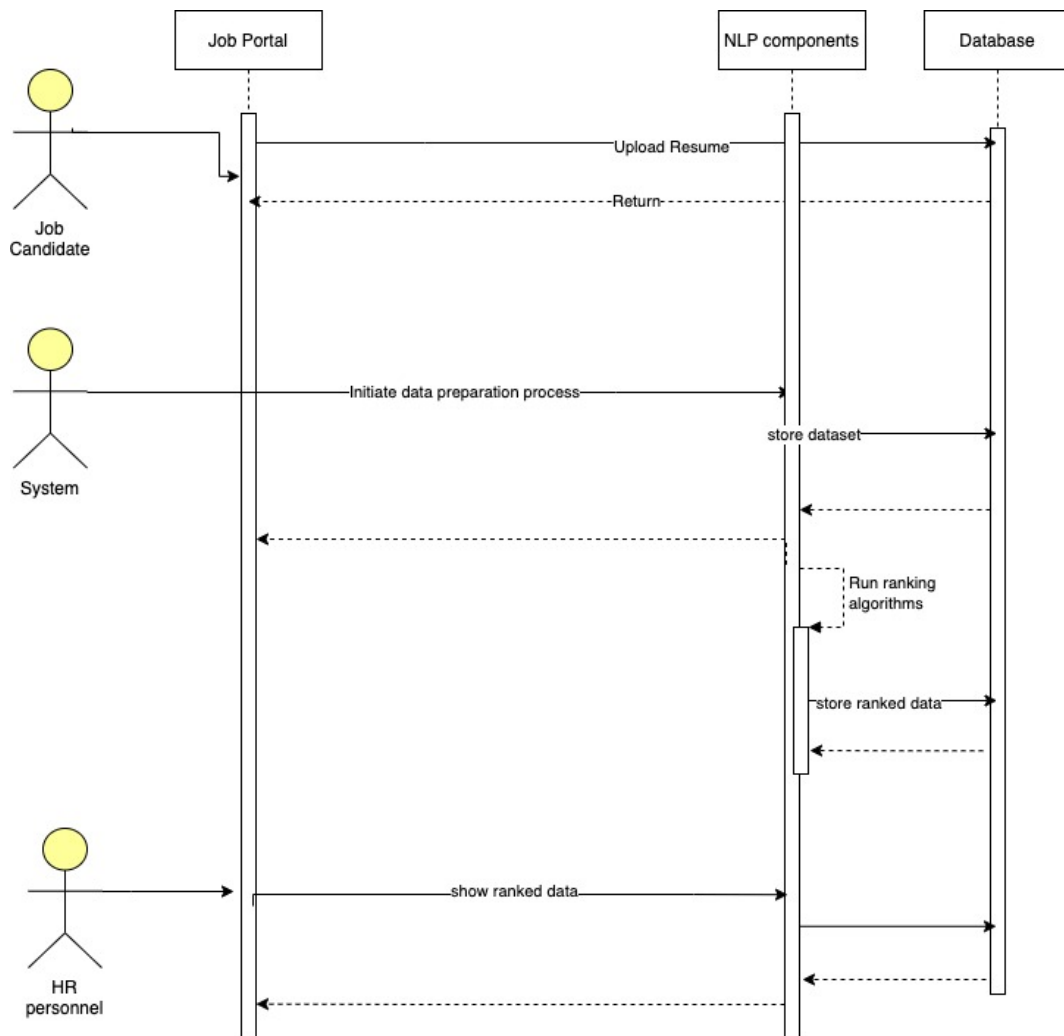 Job Portal
NLP components
Database
Upload Resume
Return
Job
Candidate
Initiate data preparation process
store dataset
System
Run ranking
algorithms
store ranked data
show ranked data
HR
personnel